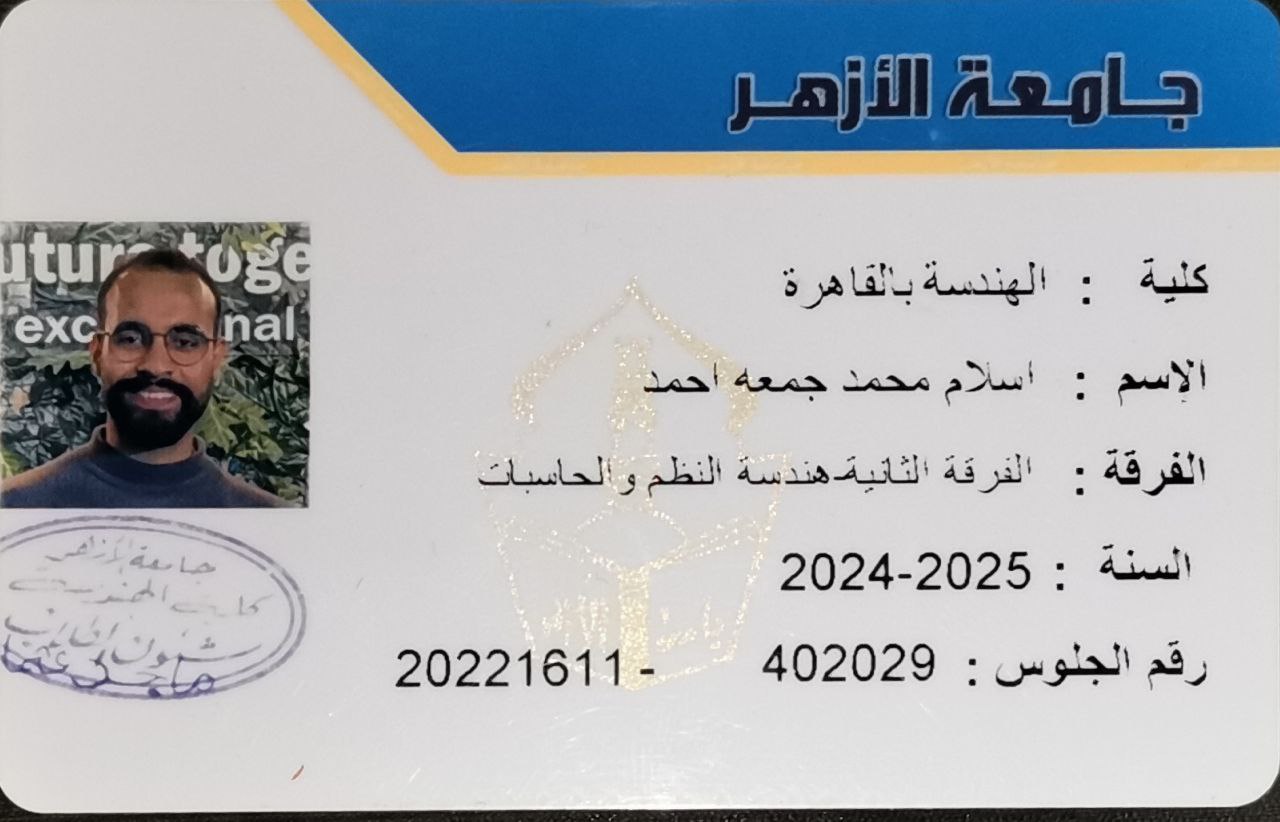 جامعة الأزهر
كلية : الهندسة بالقاهرة
الإسم : اسلام محمد جمعه احمد
الفرقة : الفرقة الثانية-هندسة النظم والحاسبات
السنة : 2024-2025
رقم الجلوس : 402029 - 20221611
uture toge
exc nal
جامعة الأزهر
كلية الهندسة
شئون الطلاب